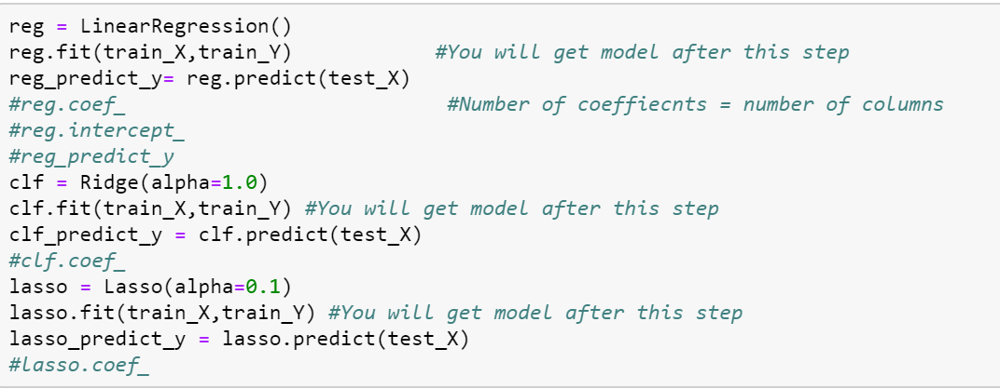 reg = LinearRegression()
reg.fit(train_X,train_Y) #You will get model after this step
reg_predict_y= reg.predict(test_X)
#reg.coef_ #Number of coeffiecnts = number of columns
#reg.intercept_
#reg_predict_y
clf = Ridge(alpha=1.0)
clf.fit(train_X,train_Y) #You will get model after this step
clf_predict_y = clf.predict(test_X)
#clf.coef_
lasso = Lasso(alpha=0.1)
lasso.fit(train_X,train_Y) #You will get model after this step
lasso_predict_y = lasso.predict(test_X)
#lasso.coef_